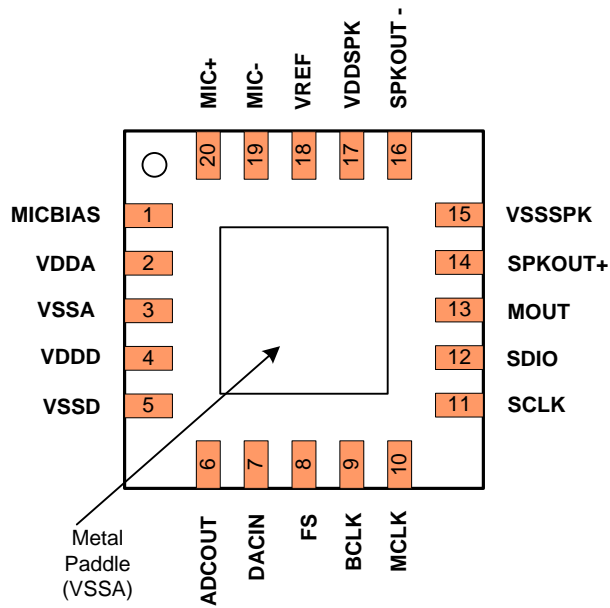 MIC+
MIC-
VREF
VDDSPK
SPKOUT -
20
19
18
17
16
MICBIAS 1
VDDA 2
VSSA 3
VDDD 4
VSSD 5
15 VSSSPK
14 SPKOUT+
13 MOUT
12 SDIO
11 SCLK
6
7
8
9
10
ADCOUT
DACIN
FS
BCLK
MCLK
Metal
Paddle
(VSSA)